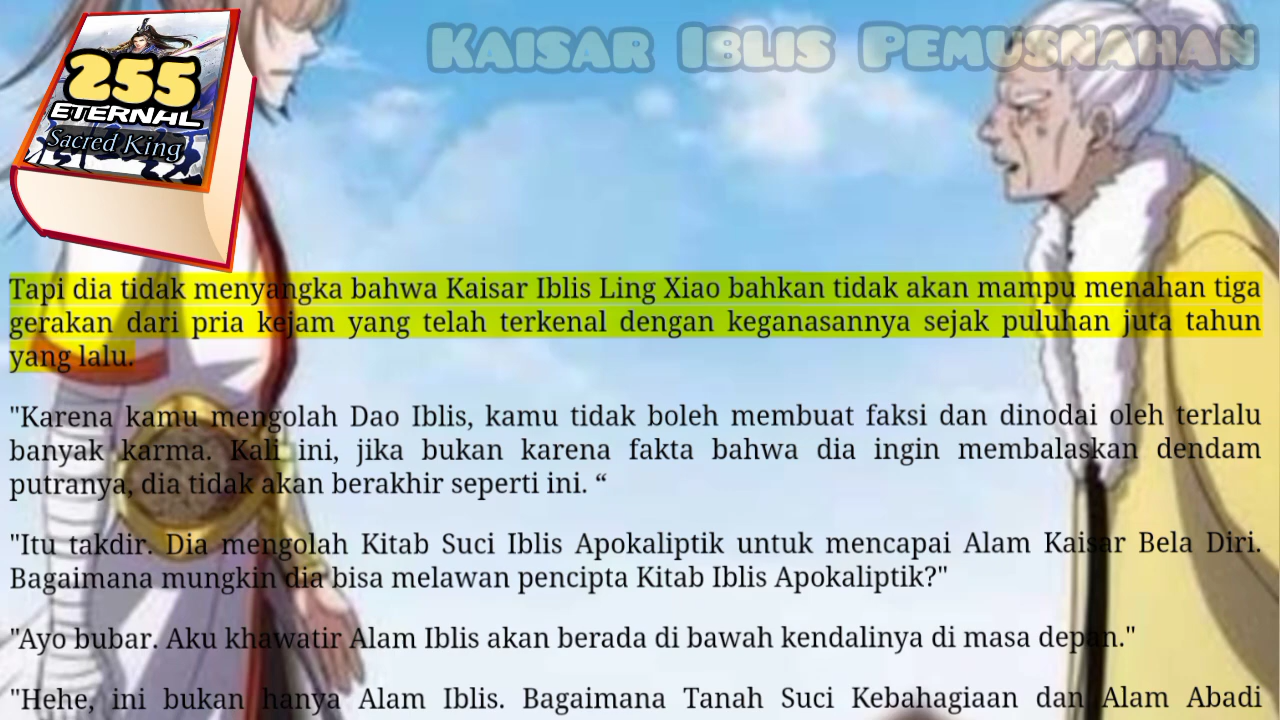 Kaisar Iblis Pemusnahan
255
ETERNAL
Sacred King
Tapi dia tidak menyangka bahwa Kaisar Iblis Ling Xiao bahkan tidak akan mampu menahan tiga
gerakan dari pria kejam yang telah terkenal dengan keganasannya sejak puluhan juta tahun
yang lalu.
"Karena kamu mengolah Dao Iblis, kamu tidak boleh membuat faksi dan dinodai oleh terlalu
banyak karma. Kali ini, jika bukan karena fakta bahwa dia ingin membalaskan dendam
putranya, dia tidak akan berakhir seperti ini. “
"Itu takdir. Dia mengolah Kitab Suci Iblis Apokaliptik untuk mencapai Alam Kaisar Bela Diri.
Bagaimana mungkin dia bisa melawan pencipta Kitab Iblis Apokaliptik?"
"Ayo bubar. Aku khawatir Alam Iblis akan berada di bawah kendalinya di masa depan."
"Hehe, ini bukan hanya Alam Iblis. Bagaimana Tanah Suci Kebahagiaan dan Alam Abadi